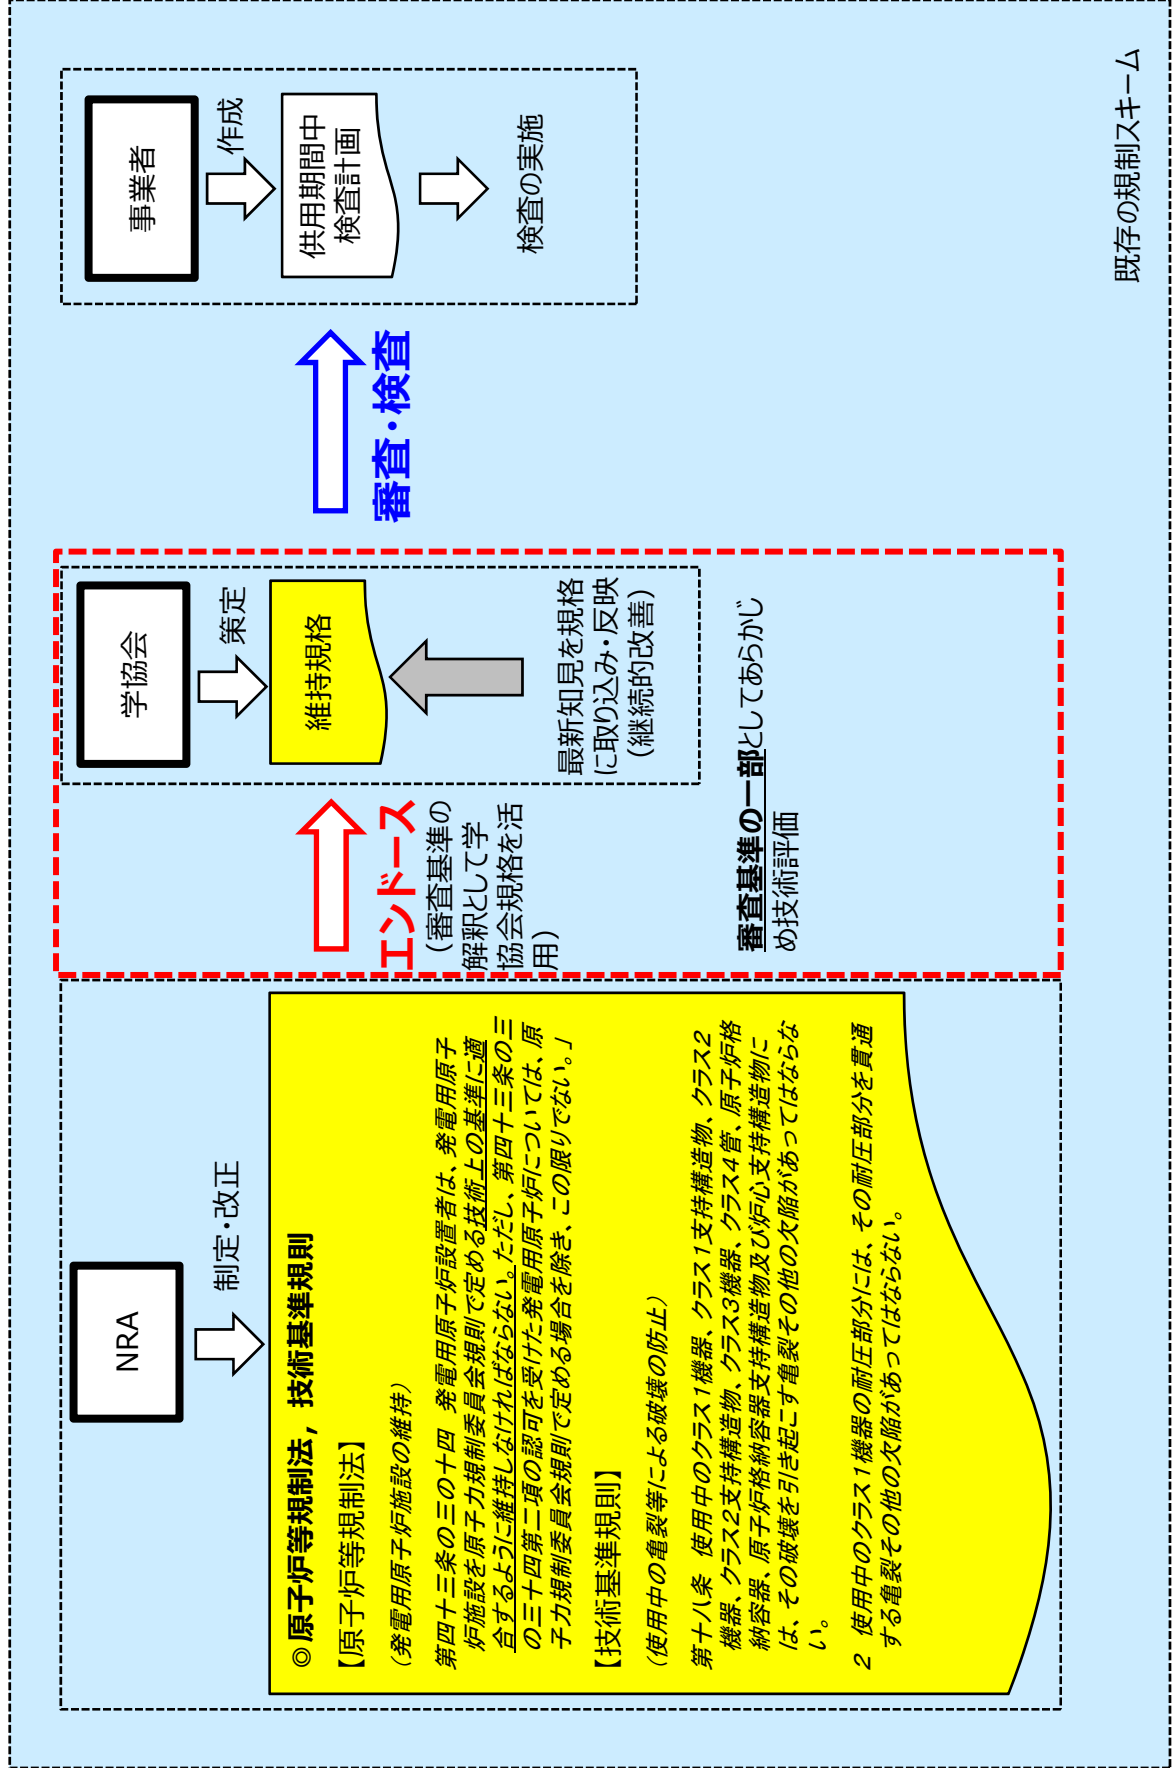 NRA
制定・改正
◎原子炉等規制法，技術基準規則
【原子炉等規制法】
（発電用原子炉施設の維持）
第四十三条の三の十四　発電用原子炉設置者は、発電用原子
炉施設を原子力規制委員会規則で定める技術上の基準に適
合するように維持しなければならない。ただし、第四十三条の三
の三十四第二項の認可を受けた発電用原子炉については、原
子力規制委員会規則で定める場合を除き、この限りでない。」
【技術基準規則】
（使用中の亀裂等による破壊の防止）
第十八条　使用中のクラス１機器、クラス１支持構造物、クラス２
機器、クラス２支持構造物、クラス３機器、クラス４管、原子炉格
納容器、原子炉格納容器支持構造物及び炉心支持構造物に
は、その破壊を引き起こす亀裂その他の欠陥があってはならな
い。
２　使用中のクラス１機器の耐圧部分には、その耐圧部分を貫通
する亀裂その他の欠陥があってはならない。
エンドース
（審査基準の
解釈として学
協会規格を活
用）
学協会
策定
維持規格
最新知見を規格
に取り込み・反映
（継続的改善）
審査基準の一部としてあらかじ
め技術評価
審査・検査
事業者
作成
供用期間中
検査計画
検査の実施
既存の規制スキーム